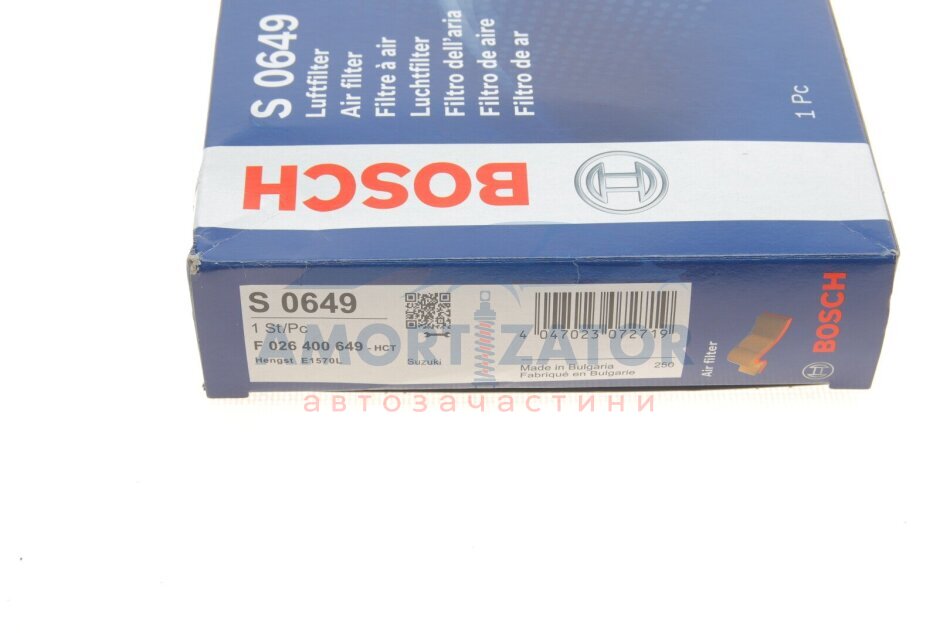 S 0649
Luftfilter
Air filter
Filtre à air
Luchtfilter
Filtro dell'aria
Filtro de aire
Filtro de ar
1 Pc
BOSCH
S 0649
1 St/Pc
F 026 400 649 - HCT
Hengst E1570L
Suzuki
4 047023 072719
Made in Bulgaria
Fabriqué en Bulgarie
250
Air filter
BOSCH
AMORTIZATOR
автозачастини